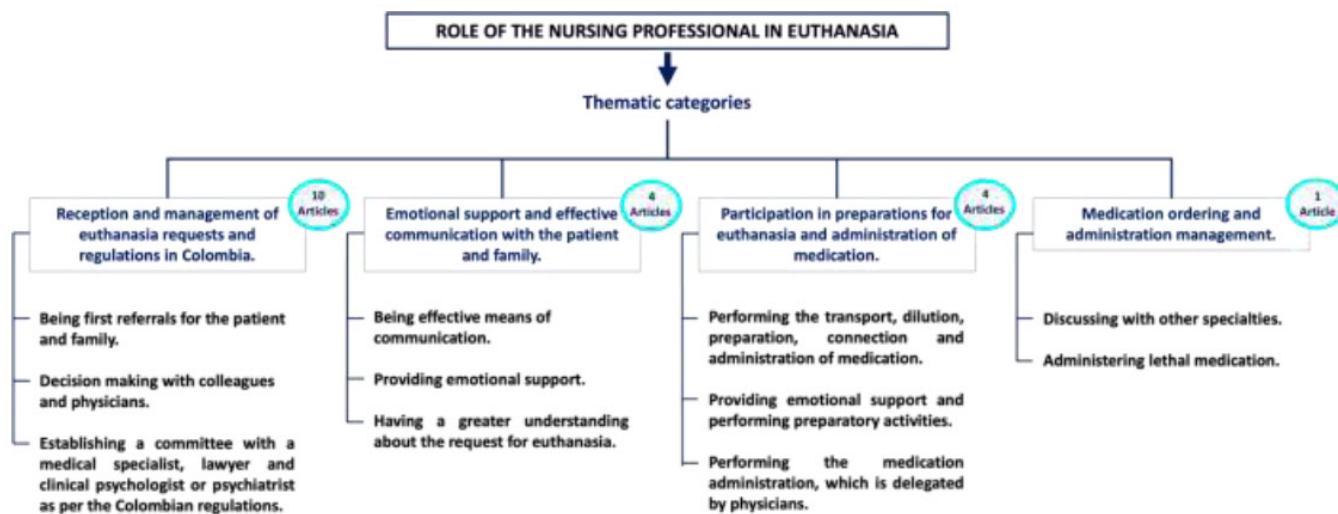 ROLE OF THE NURSING PROFESSIONAL IN EUTHANASIA
Thematic categories
10
Articles
Reception and management of
euthanasia requests and
regulations in Colombia.
Being first referrals for the patient
and family.
Decision making with colleagues
and physicians.
Establishing a committee with a
medical specialist, lawyer and
clinical psychologist or psychiatrist
as per the Colombian regulations.
4
Articles
Emotional support and effective
communication with the patient
and family.
Being effective means of
communication.
Providing emotional support.
Having a greater understanding
about the request for euthanasia.
4
Articles
Participation in preparations for
euthanasia and administration of
medication.
Performing the transport, dilution,
preparation, connection and
administration of medication.
Providing emotional support and
performing preparatory activities.
Performing the medication
administration, which is delegated
by physicians.
1
Article
Medication ordering and
administration management.
Discussing with other specialties.
Administering lethal medication.